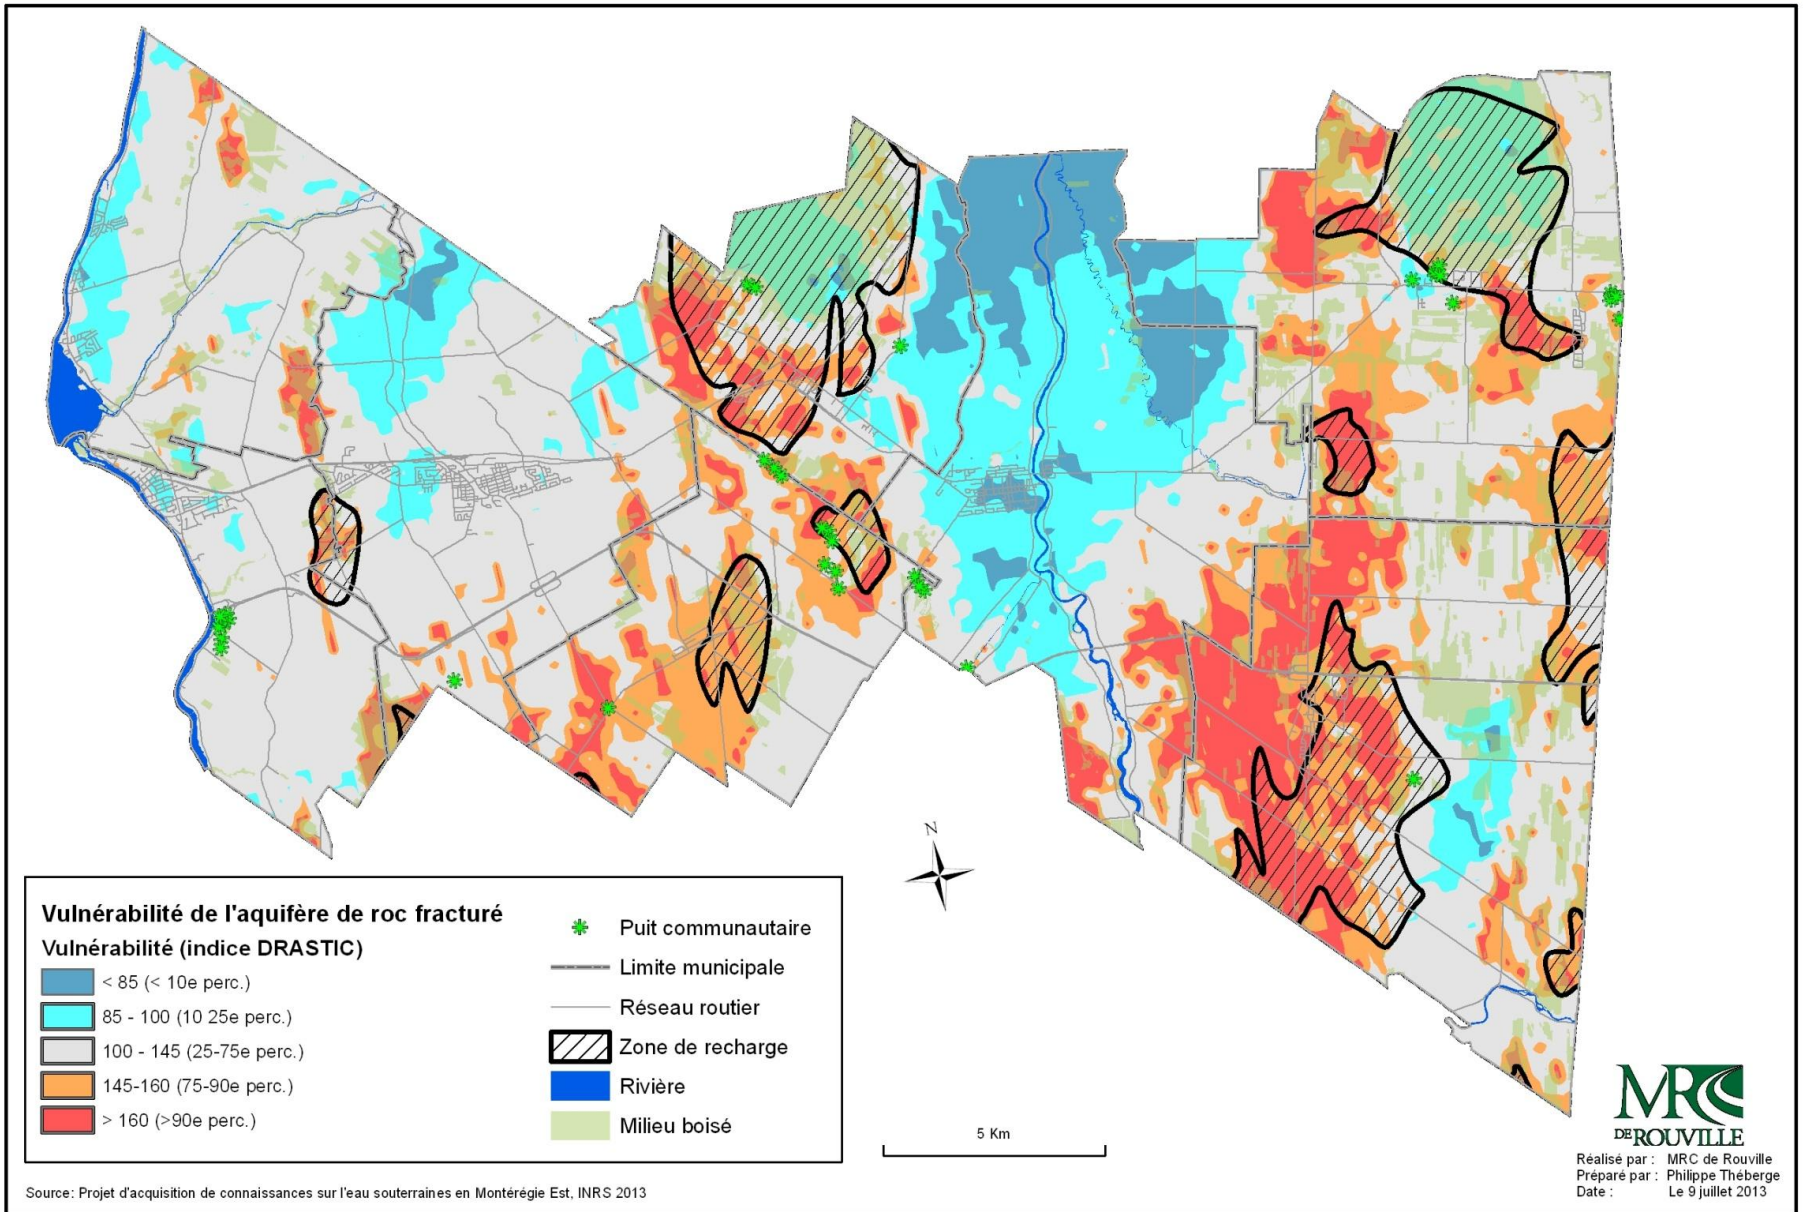 N
Vulnérabilité de l'aquifère de roc fracturé
Vulnérabilité (indice DRASTIC)
< 85 (< 10e perc.)
85 - 100 (10 25e perc.)
100 - 145 (25-75e perc.)
145-160 (75-90e perc.)
> 160 (>90e perc.)
Puit communautaire
Limite municipale
Réseau routier
Zone de recharge
Rivière
Milieu boisé
5 Km
MRC
DE ROUVILLE
Réalisé par : MRC de Rouville
Préparé par : Philippe Théberge
Date : Le 9 juillet 2013
Source: Projet d'acquisition de connaissances sur l'eau souterraines en Montérégie Est, INRS 2013